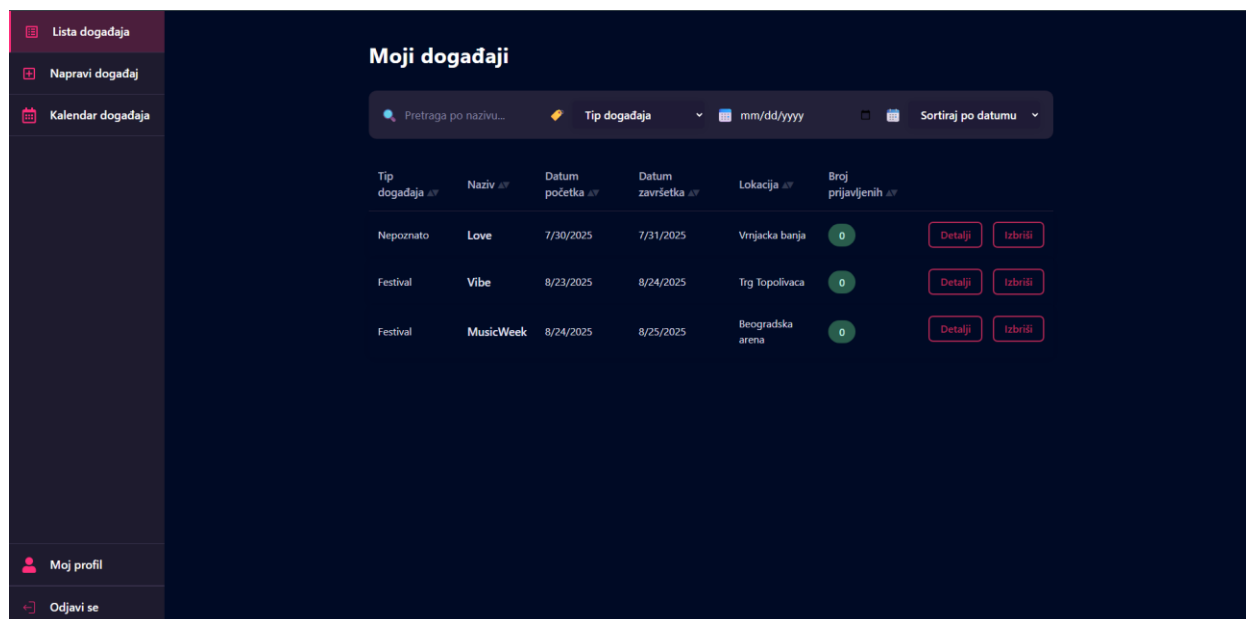 Lista događaja
Napravi događaj
Kalendar događaja
Moj profil
Odjavi se
Moji događaji
Pretraga po nazivu... Tip događaja mm/dd/yyyy Sortiraj po datumu
Tip događaja Naziv Datum početka Datum završetka Lokacija Broj prijavljenih
Nepoznato Love 7/30/2025 7/31/2025 Vrnjacka banja 0 Detalji Izbriši
Festival Vibe 8/23/2025 8/24/2025 Trg Topolivaca 0 Detalji Izbriši
Festival MusicWeek 8/24/2025 8/25/2025 Beogradska arena 0 Detalji Izbriši